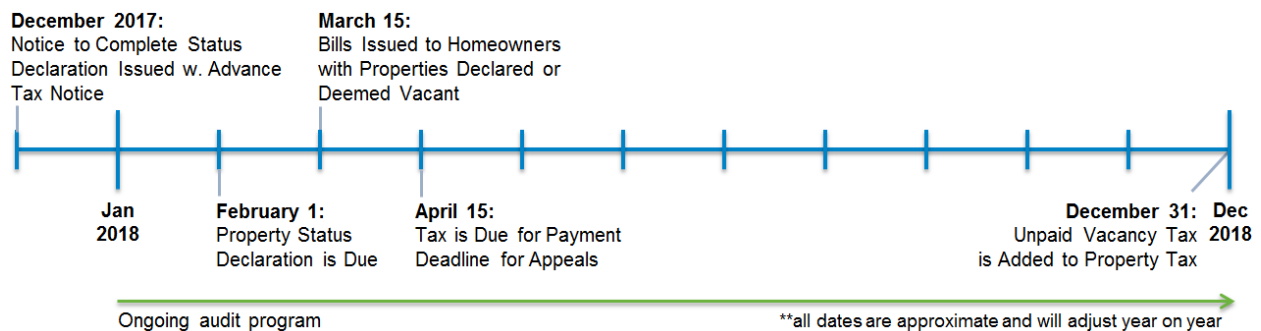 December 2017:
Notice to Complete Status
Declaration Issued w. Advance
Tax Notice
March 15:
Bills Issued to Homeowners
with Properties Declared or
Deemed Vacant
Jan
2018
February 1:
Property Status
Declaration is Due
April 15:
Tax is Due for Payment
Deadline for Appeals
December 31:
Unpaid Vacancy Tax
is Added to Property Tax
Dec
2018
Ongoing audit program
**all dates are approximate and will adjust year on year